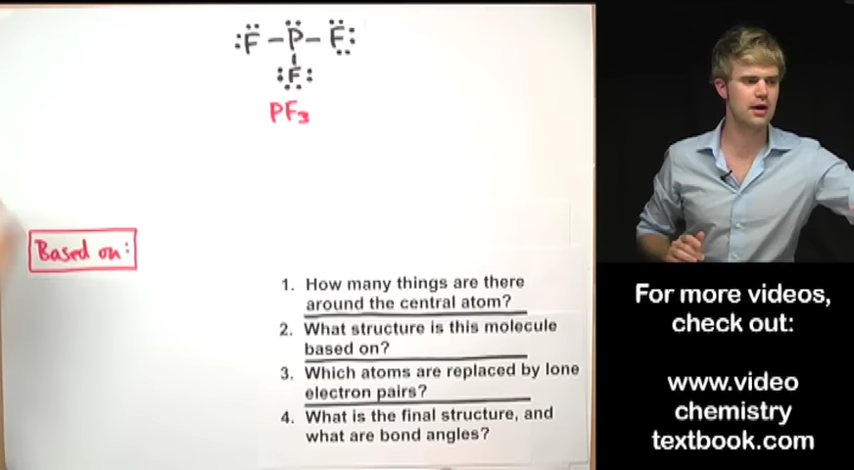 :F̈ – P̈ – F̈:
:F:
PF3
Based on:
1. How many things are there
around the central atom?
2. What structure is this molecule
based on?
3. Which atoms are replaced by lone
electron pairs?
4. What is the final structure, and
what are bond angles?
For more videos,
check out:
www.video
chemistry
textbook.com